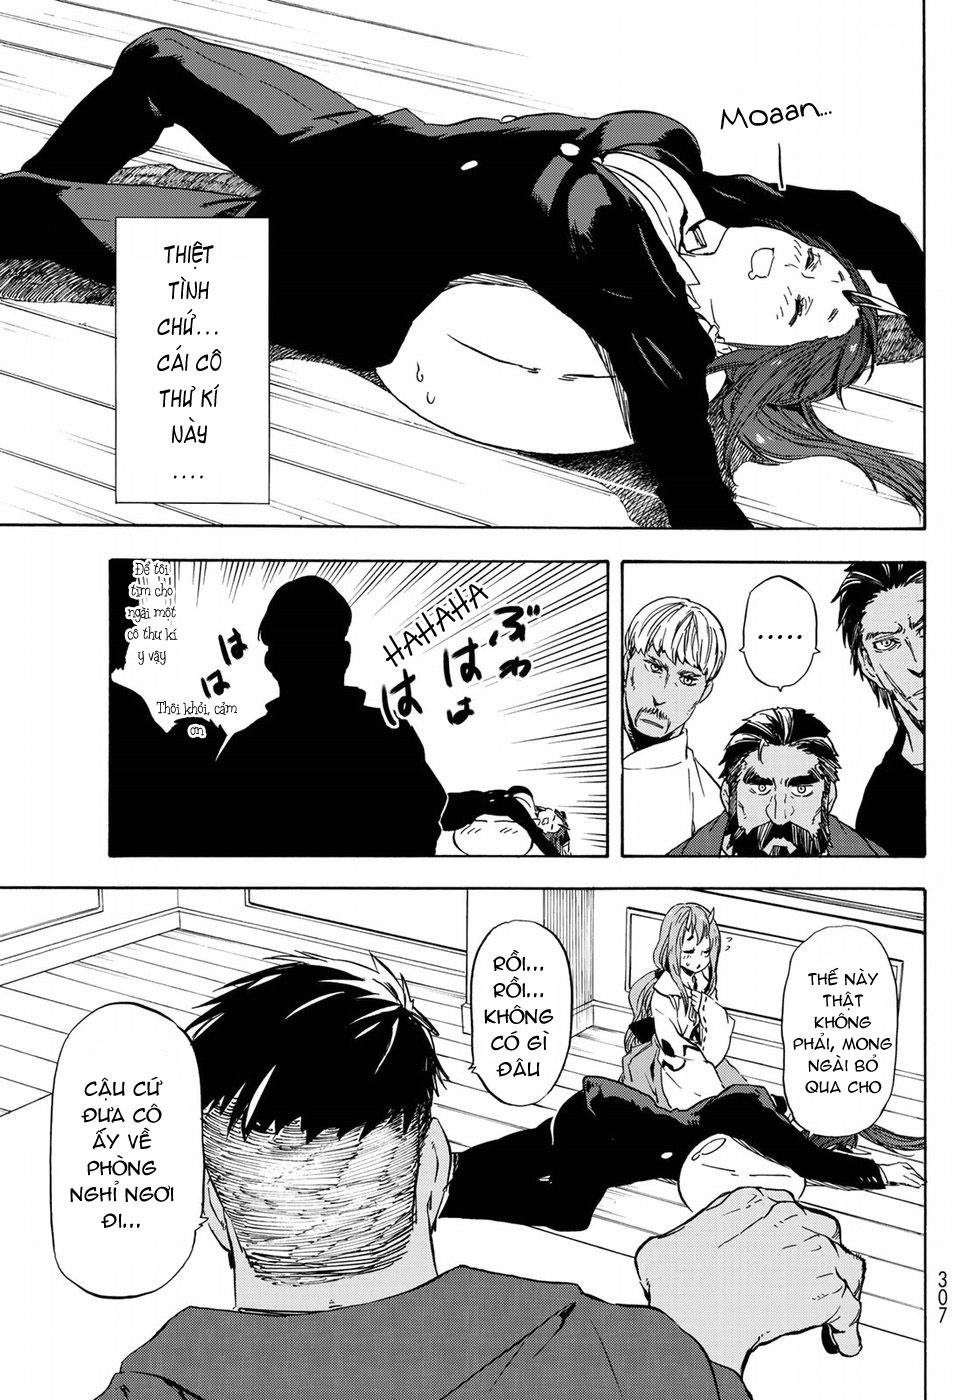 Moaan...
THIỆT
TÌNH
CHỨ...
CÁI CÔ
THƯ KÍ
NÀY
....
.....
ぶわ
はは
はは
HAHAHA
Để tôi
tìm cho
ngài một
cô thư kí
y vậy
Thôi khỏi, cảm
ơn
THẾ NÀY
THẬT
KHÔNG
PHẢI, MONG
NGÀI BỎ
QUA CHO
RỒI...
RỒI...
KHÔNG
CÓ GÌ
ĐÂU
CẬU CỨ
ĐƯA CÔ
ẤY VỀ
PHÒNG
NGHỈ NGƠI
ĐI...
307